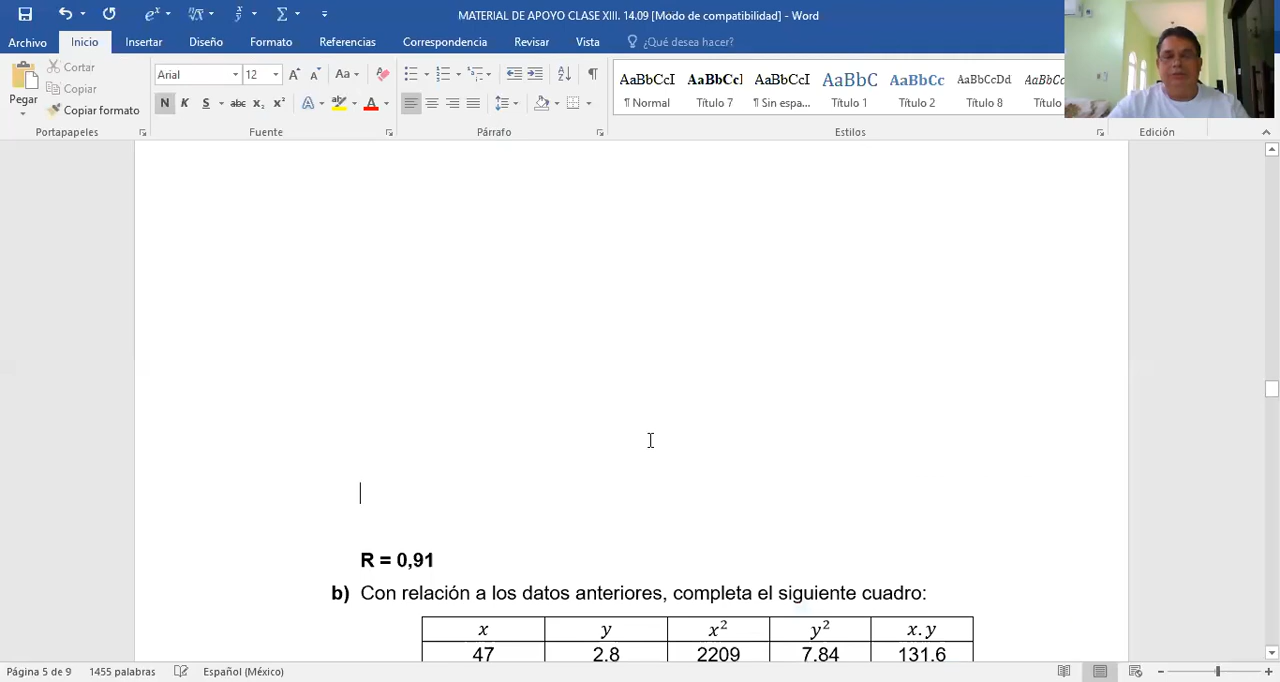 MATERIAL DE APOYO CLASE XIII. 14.09 [Modo de compatibilidad] - Word
Archivo Inicio Insertar Diseño Formato Referencias Correspondencia Revisar Vista ¿Qué desea hacer?
Pegar
Cortar
Copiar
Copiar formato
Portapapeles
Arial 12
Aa
N K S abc x₂ x²
Fuente
Párrafo
AaBbCcI AaBbCcI AaBbCcI AaBbC AaBbCc AaBbCcDd AaBbCc
¶ Normal Título 7 ¶ Sin espa... Título 1 Título 2 Título 8 Título
Estilos
Edición
R = 0,91
b) Con relación a los datos anteriores, completa el siguiente cuadro:
x y x² y² x.y
47 2.8 2209 7.84 131.6
Página 5 de 9 1455 palabras Español (México)